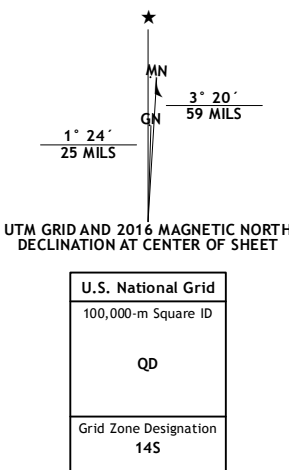 ★
MN
3° 20´
59 MILS
GN
1° 24´
25 MILS
UTM GRID AND 2016 MAGNETIC NORTH
DECLINATION AT CENTER OF SHEET
U.S. National Grid
100,000-m Square ID
QD
Grid Zone Designation
14S